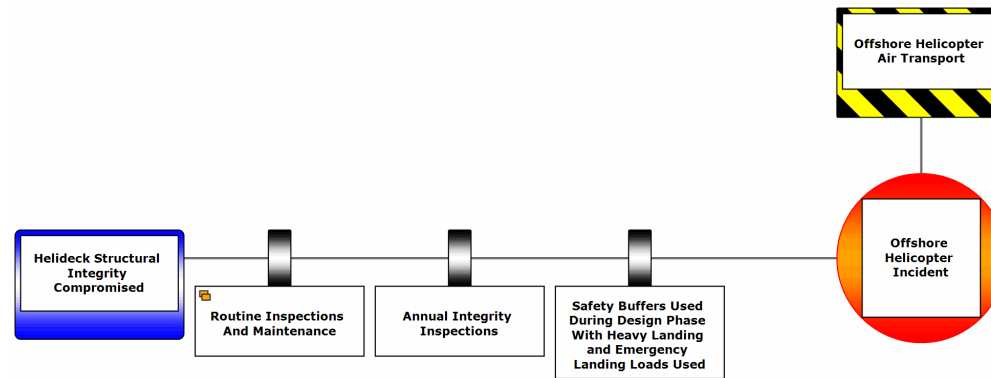 Offshore Helicopter
Air Transport
Helideck Structural
Integrity
Compromised
Routine Inspections
And Maintenance
Annual Integrity
Inspections
Safety Buffers Used
During Design Phase
With Heavy Landing
and Emergency
Landing Loads Used
Offshore
Helicopter
Incident